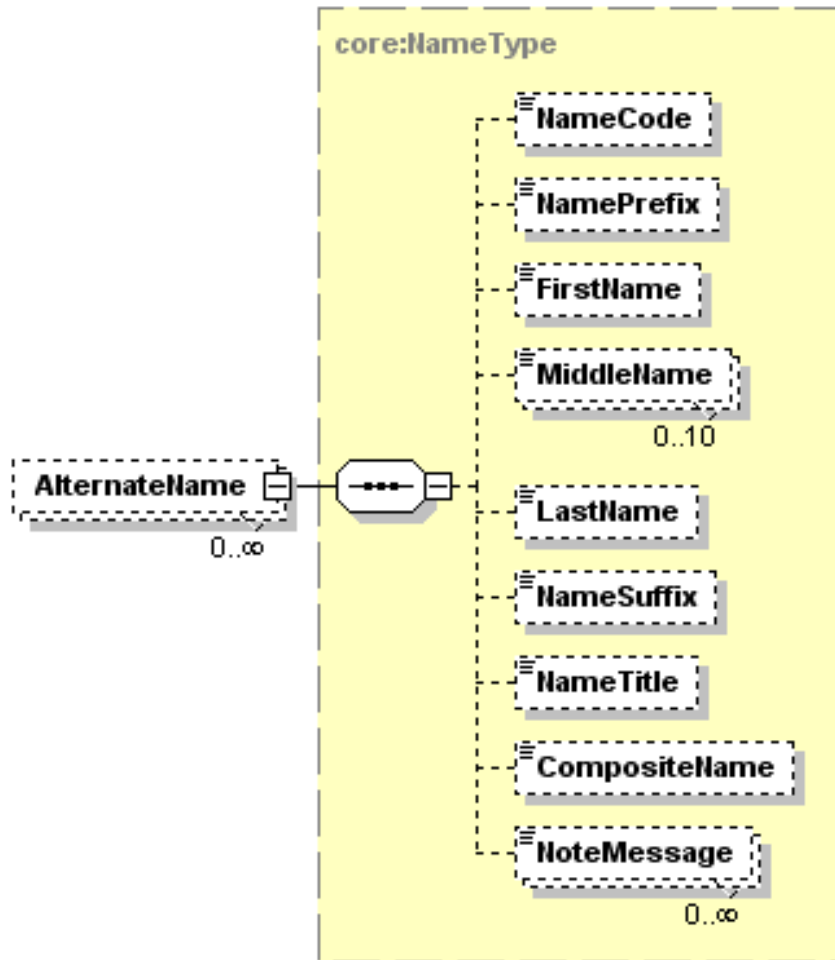 core:NameType
NameCode
NamePrefix
FirstName
MiddleName
0..10
AlternateName
0..∞
LastName
NameSuffix
NameTitle
CompositeName
NoteMessage
0..∞